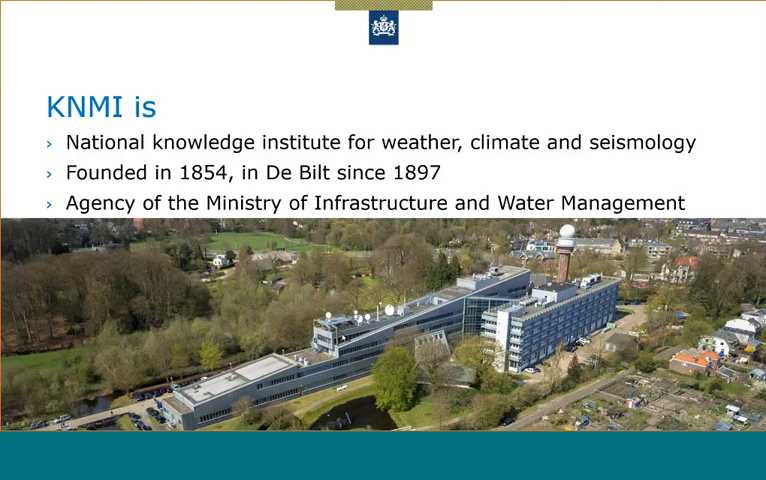 KNMI is
› National knowledge institute for weather, climate and seismology
› Founded in 1854, in De Bilt since 1897
› Agency of the Ministry of Infrastructure and Water Management